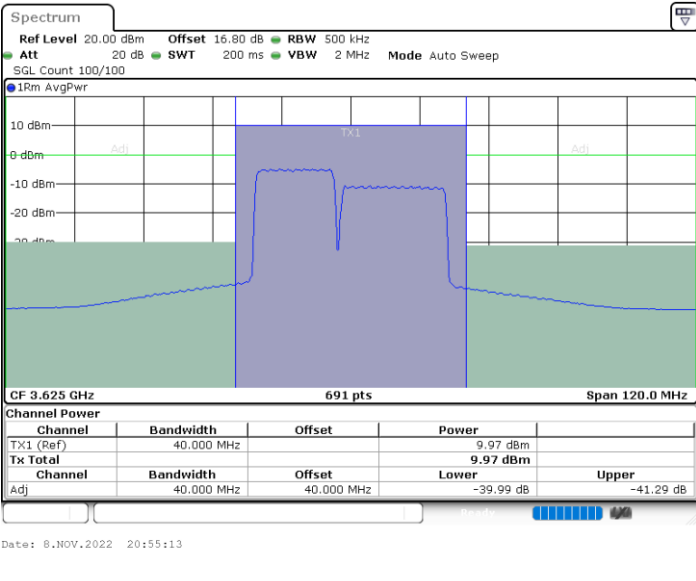 Spectrum
Ref Level 20.00 dBm Offset 16.80 dB RBW 500 kHz
Att 20 dB SWT 200 ms VBW 2 MHz Mode Auto Sweep
SGL Count 100/100
1Rm AvgPwr
10 dBm
TX1
Adj Adj
0 dBm
-10 dBm
-20 dBm
CF 3.625 GHz 691 pts Span 120.0 MHz
Channel Power
Channel Bandwidth Offset Power
TX1 (Ref) 40.000 MHz 9.97 dBm
Tx Total 9.97 dBm
Channel Bandwidth Offset Lower Upper
Adj 40.000 MHz 40.000 MHz -39.99 dB -41.29 dB
Ready
Date: 8.NOV.2022 20:55:13